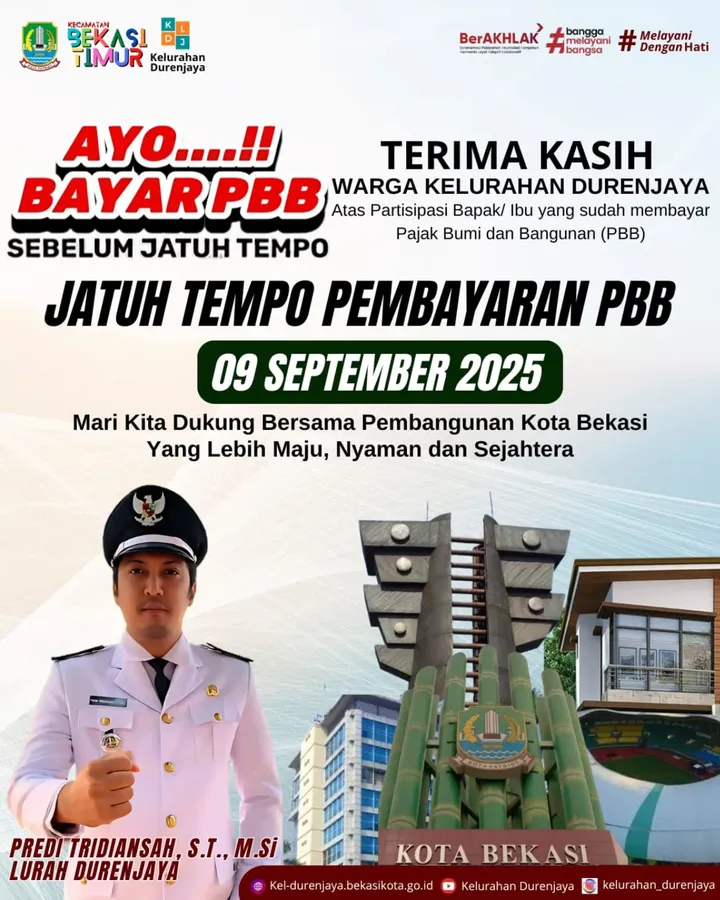 KECAMATAN
BEKASI
TIMUR
K L
D J
Kelurahan
Durenjaya
BerAKHLAK
#bangga
melayani
bangsa
#Melayani
Dengan Hati
AYO....!!
BAYAR PBB
SEBELUM JATUH TEMPO
TERIMA KASIH
WARGA KELURAHAN DURENJAYA
Atas Partisipasi Bapak/ Ibu yang sudah membayar
Pajak Bumi dan Bangunan (PBB)
JATUH TEMPO PEMBAYARAN PBB
09 SEPTEMBER 2025
Mari Kita Dukung Bersama Pembangunan Kota Bekasi
Yang Lebih Maju, Nyaman dan Sejahtera
PREDI TRIDIANSAH, S.T., M.Si
LURAH DURENJAYA
KOTA BEKASI
Kel-durenjaya.bekasikota.go.id
Kelurahan Durenjaya
kelurahan_durenjaya